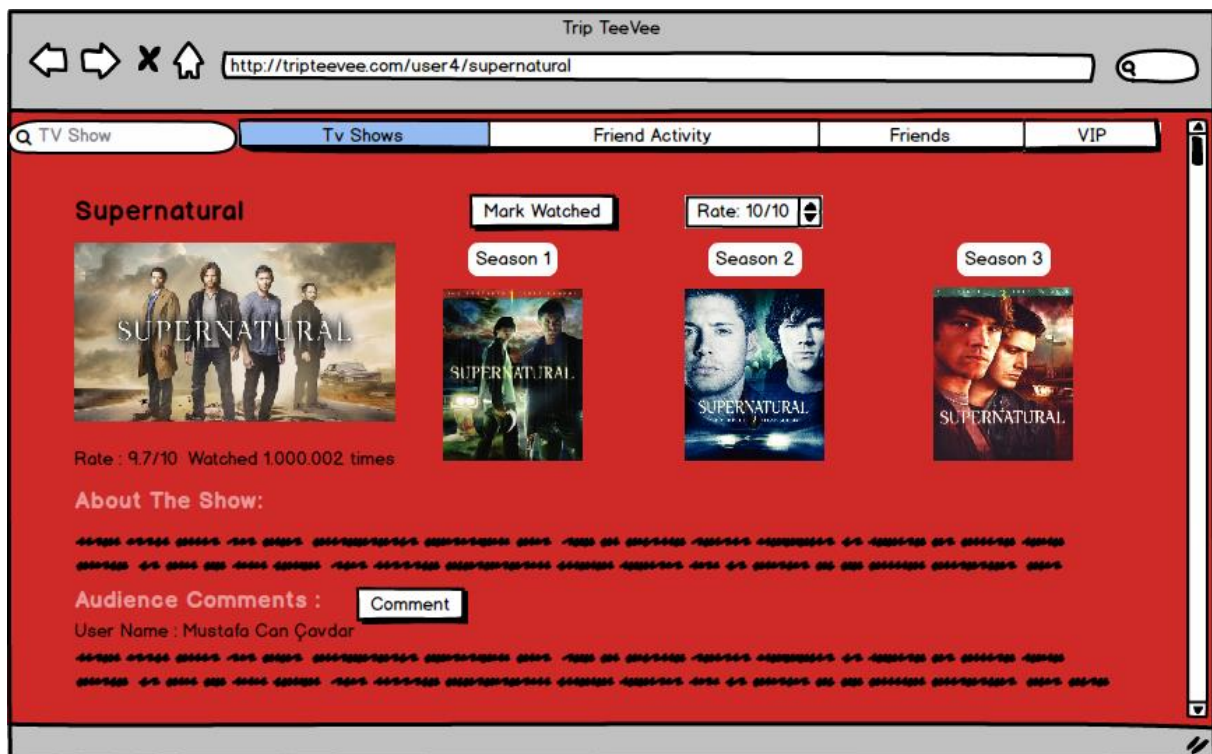 Trip TeeVee
http://tripteevee.com/user4/supernatural
TV Show
Tv Shows
Friend Activity
Friends
VIP
Supernatural
Mark Watched
Rate: 10/10
Season 1
Season 2
Season 3
SUPERNATURAL
SUPERNATURAL
SUPERNATURAL
SUPERNATURAL
Rate : 9.7/10 Watched 1.000.002 times
About The Show:
Audience Comments :
Comment
User Name : Mustafa Can Çavdar